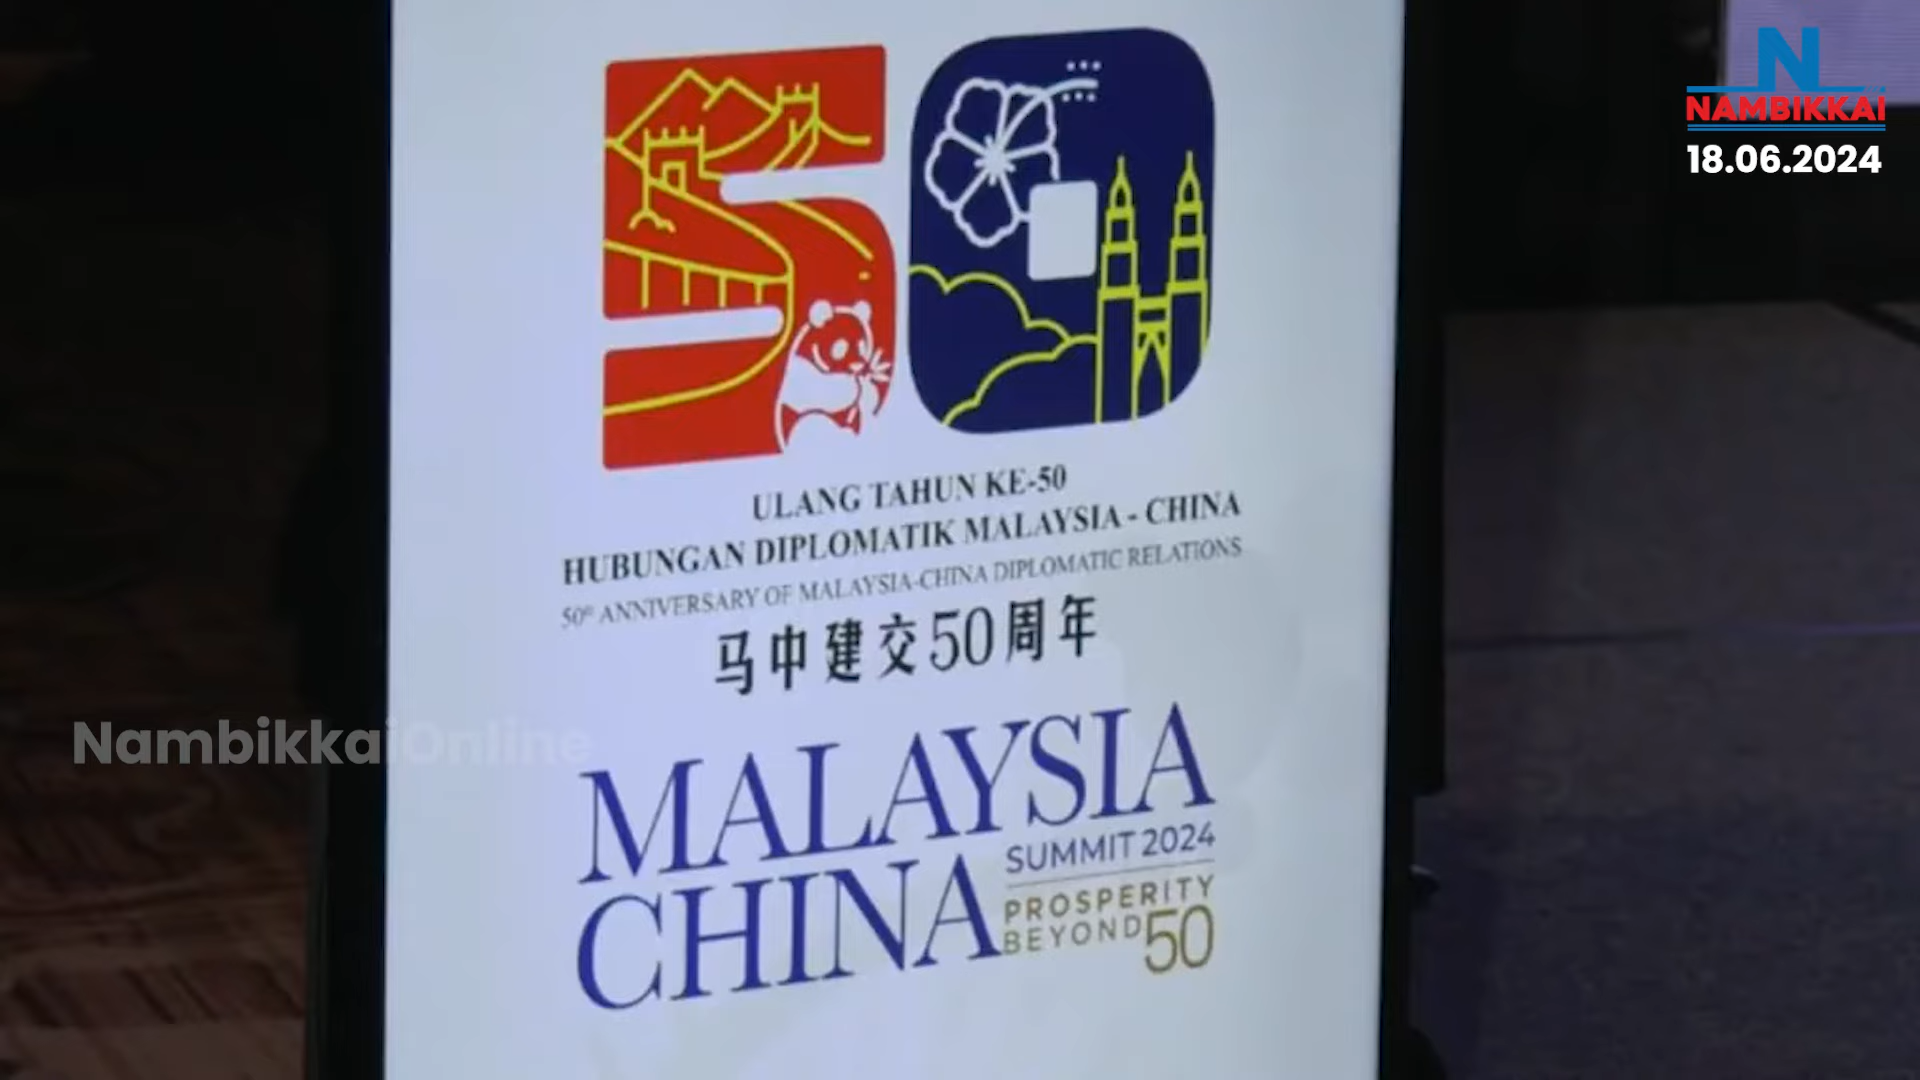 N
NAMBIKKAI
18.06.2024
50
ULANG TAHUN KE-50
HUBUNGAN DIPLOMATIK MALAYSIA - CHINA
50th ANNIVERSARY OF MALAYSIA-CHINA DIPLOMATIC RELATIONS
马中建交50周年
NambikkaiOnline
MALAYSIA
CHINA
SUMMIT 2024
PROSPERITY
BEYOND 50